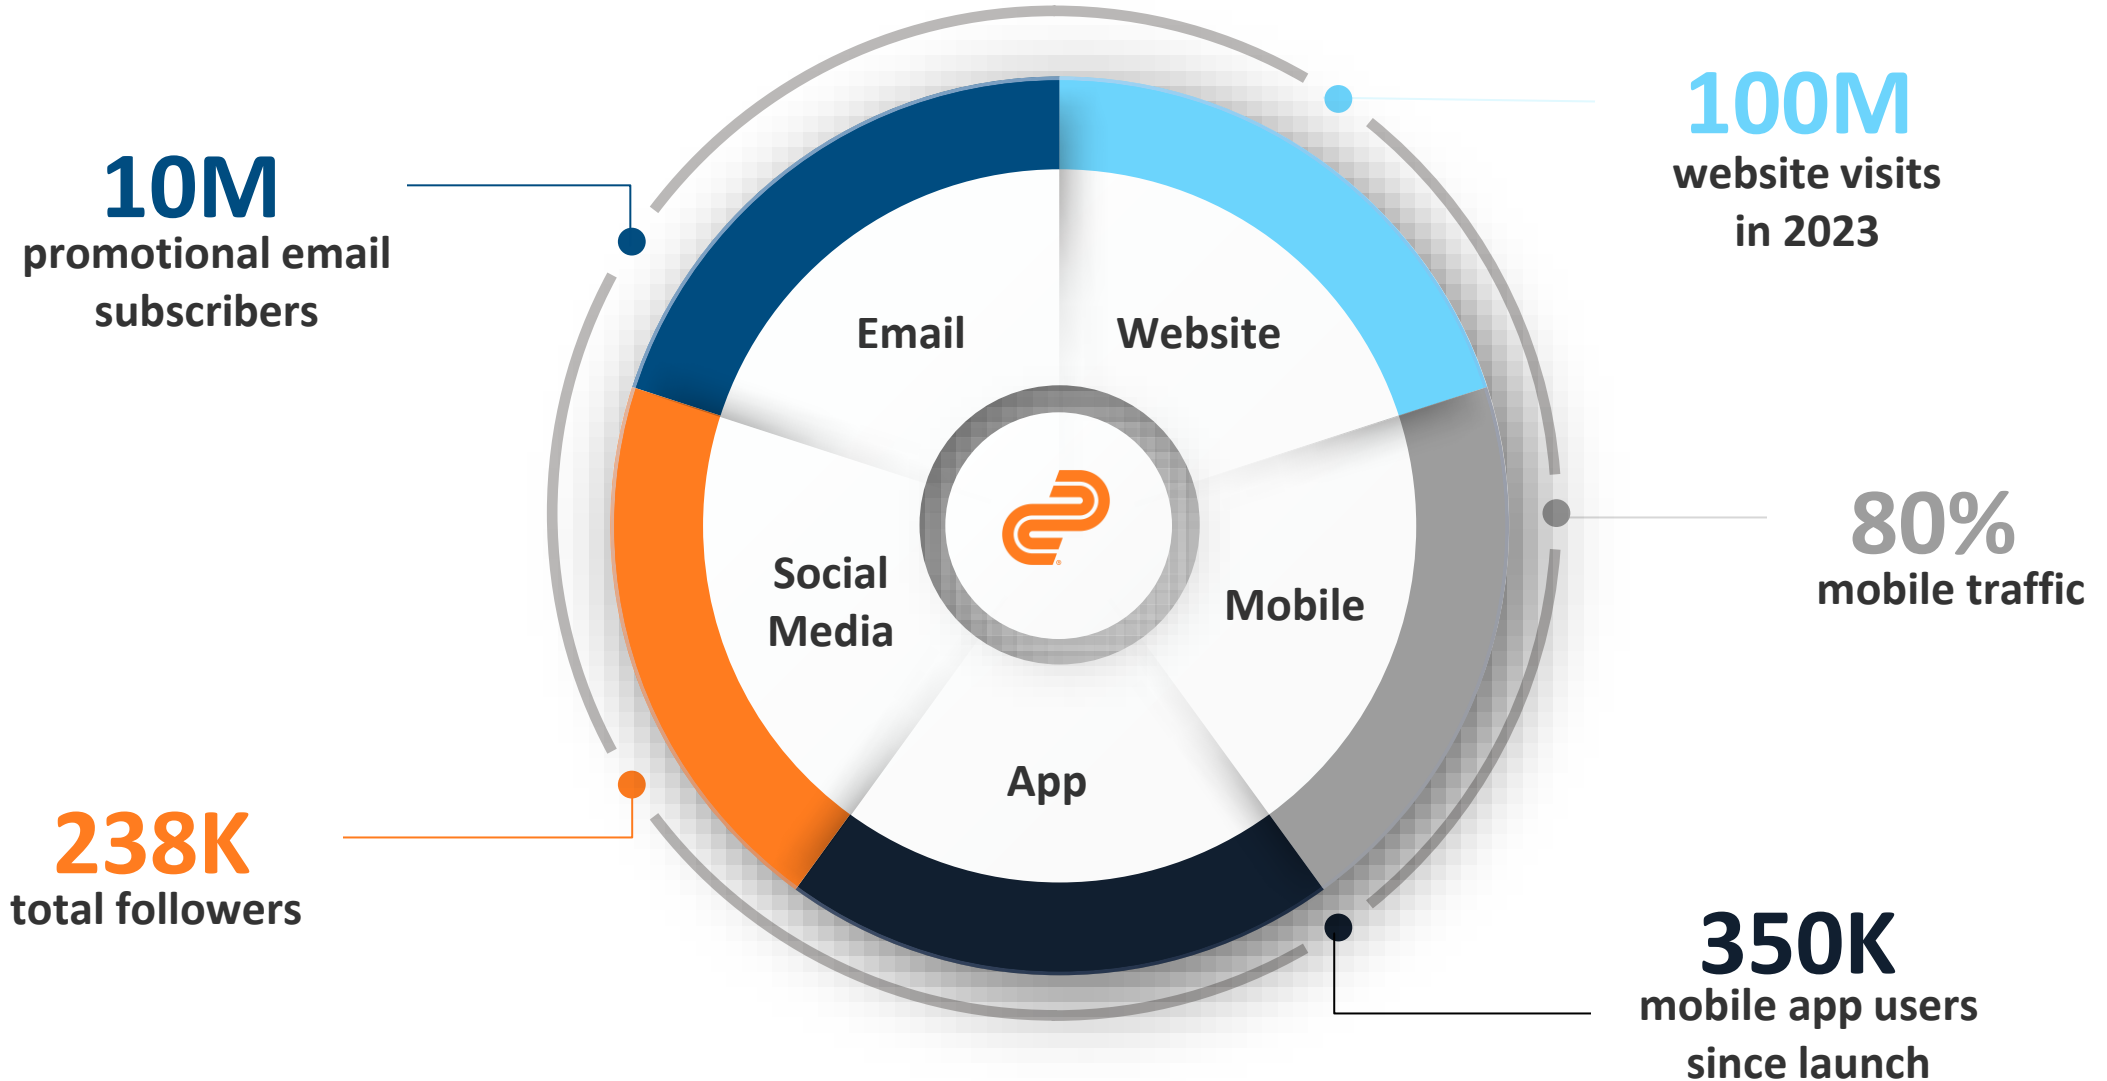 10M
promotional email
subscribers
100M
website visits
in 2023
Email
Website
80%
mobile traffic
Social
Media
Mobile
App
238K
total followers
350K
mobile app users
since launch
®